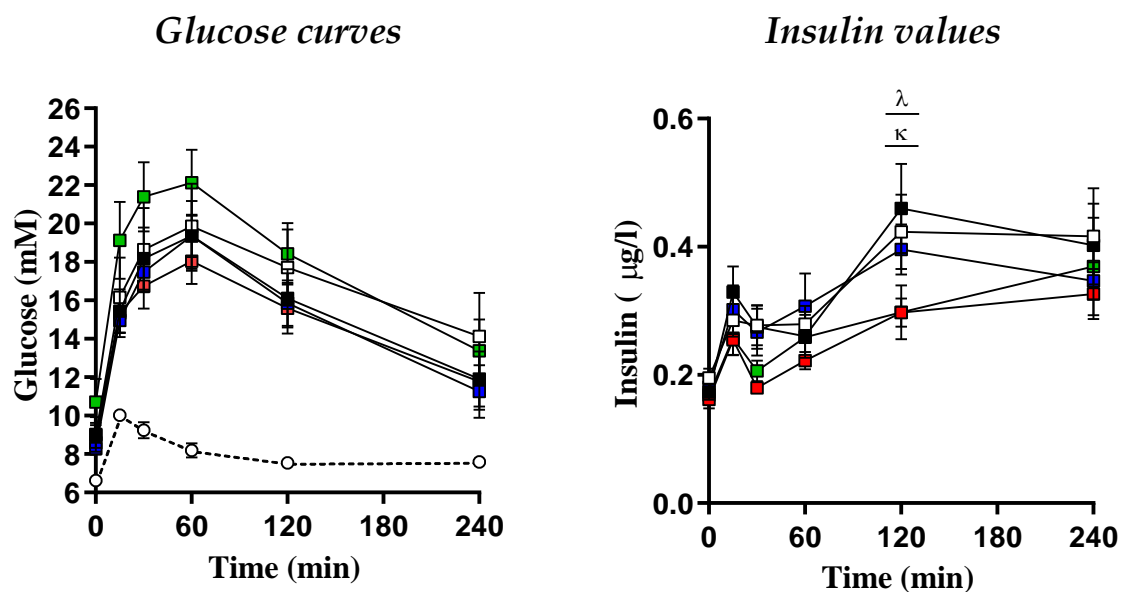 Glucose curves
26
24
22
20
18
16
14
12
10
8
6
Glucose (mM)
0 60 120 180 240
Time (min)
Insulin values
λ
κ
0.6
0.4
0.2
0.0
Insulin ( μg/l)
0 60 120 180 240
Time (min)